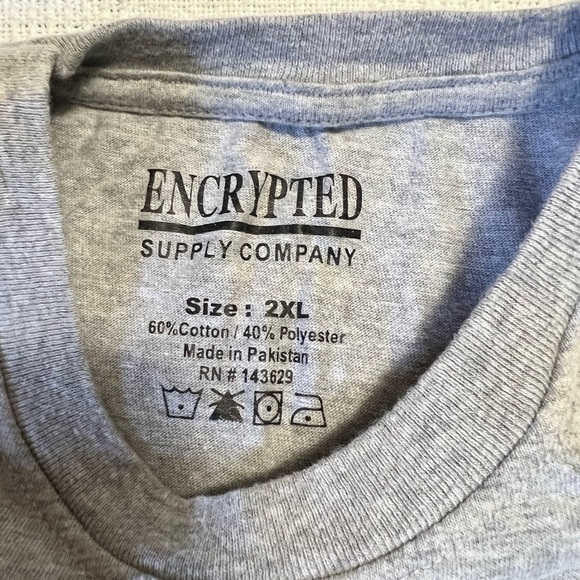 ENCRYPTED
SUPPLY COMPANY
Size : 2XL
60%Cotton / 40% Polyester
Made in Pakistan
RN # 143629